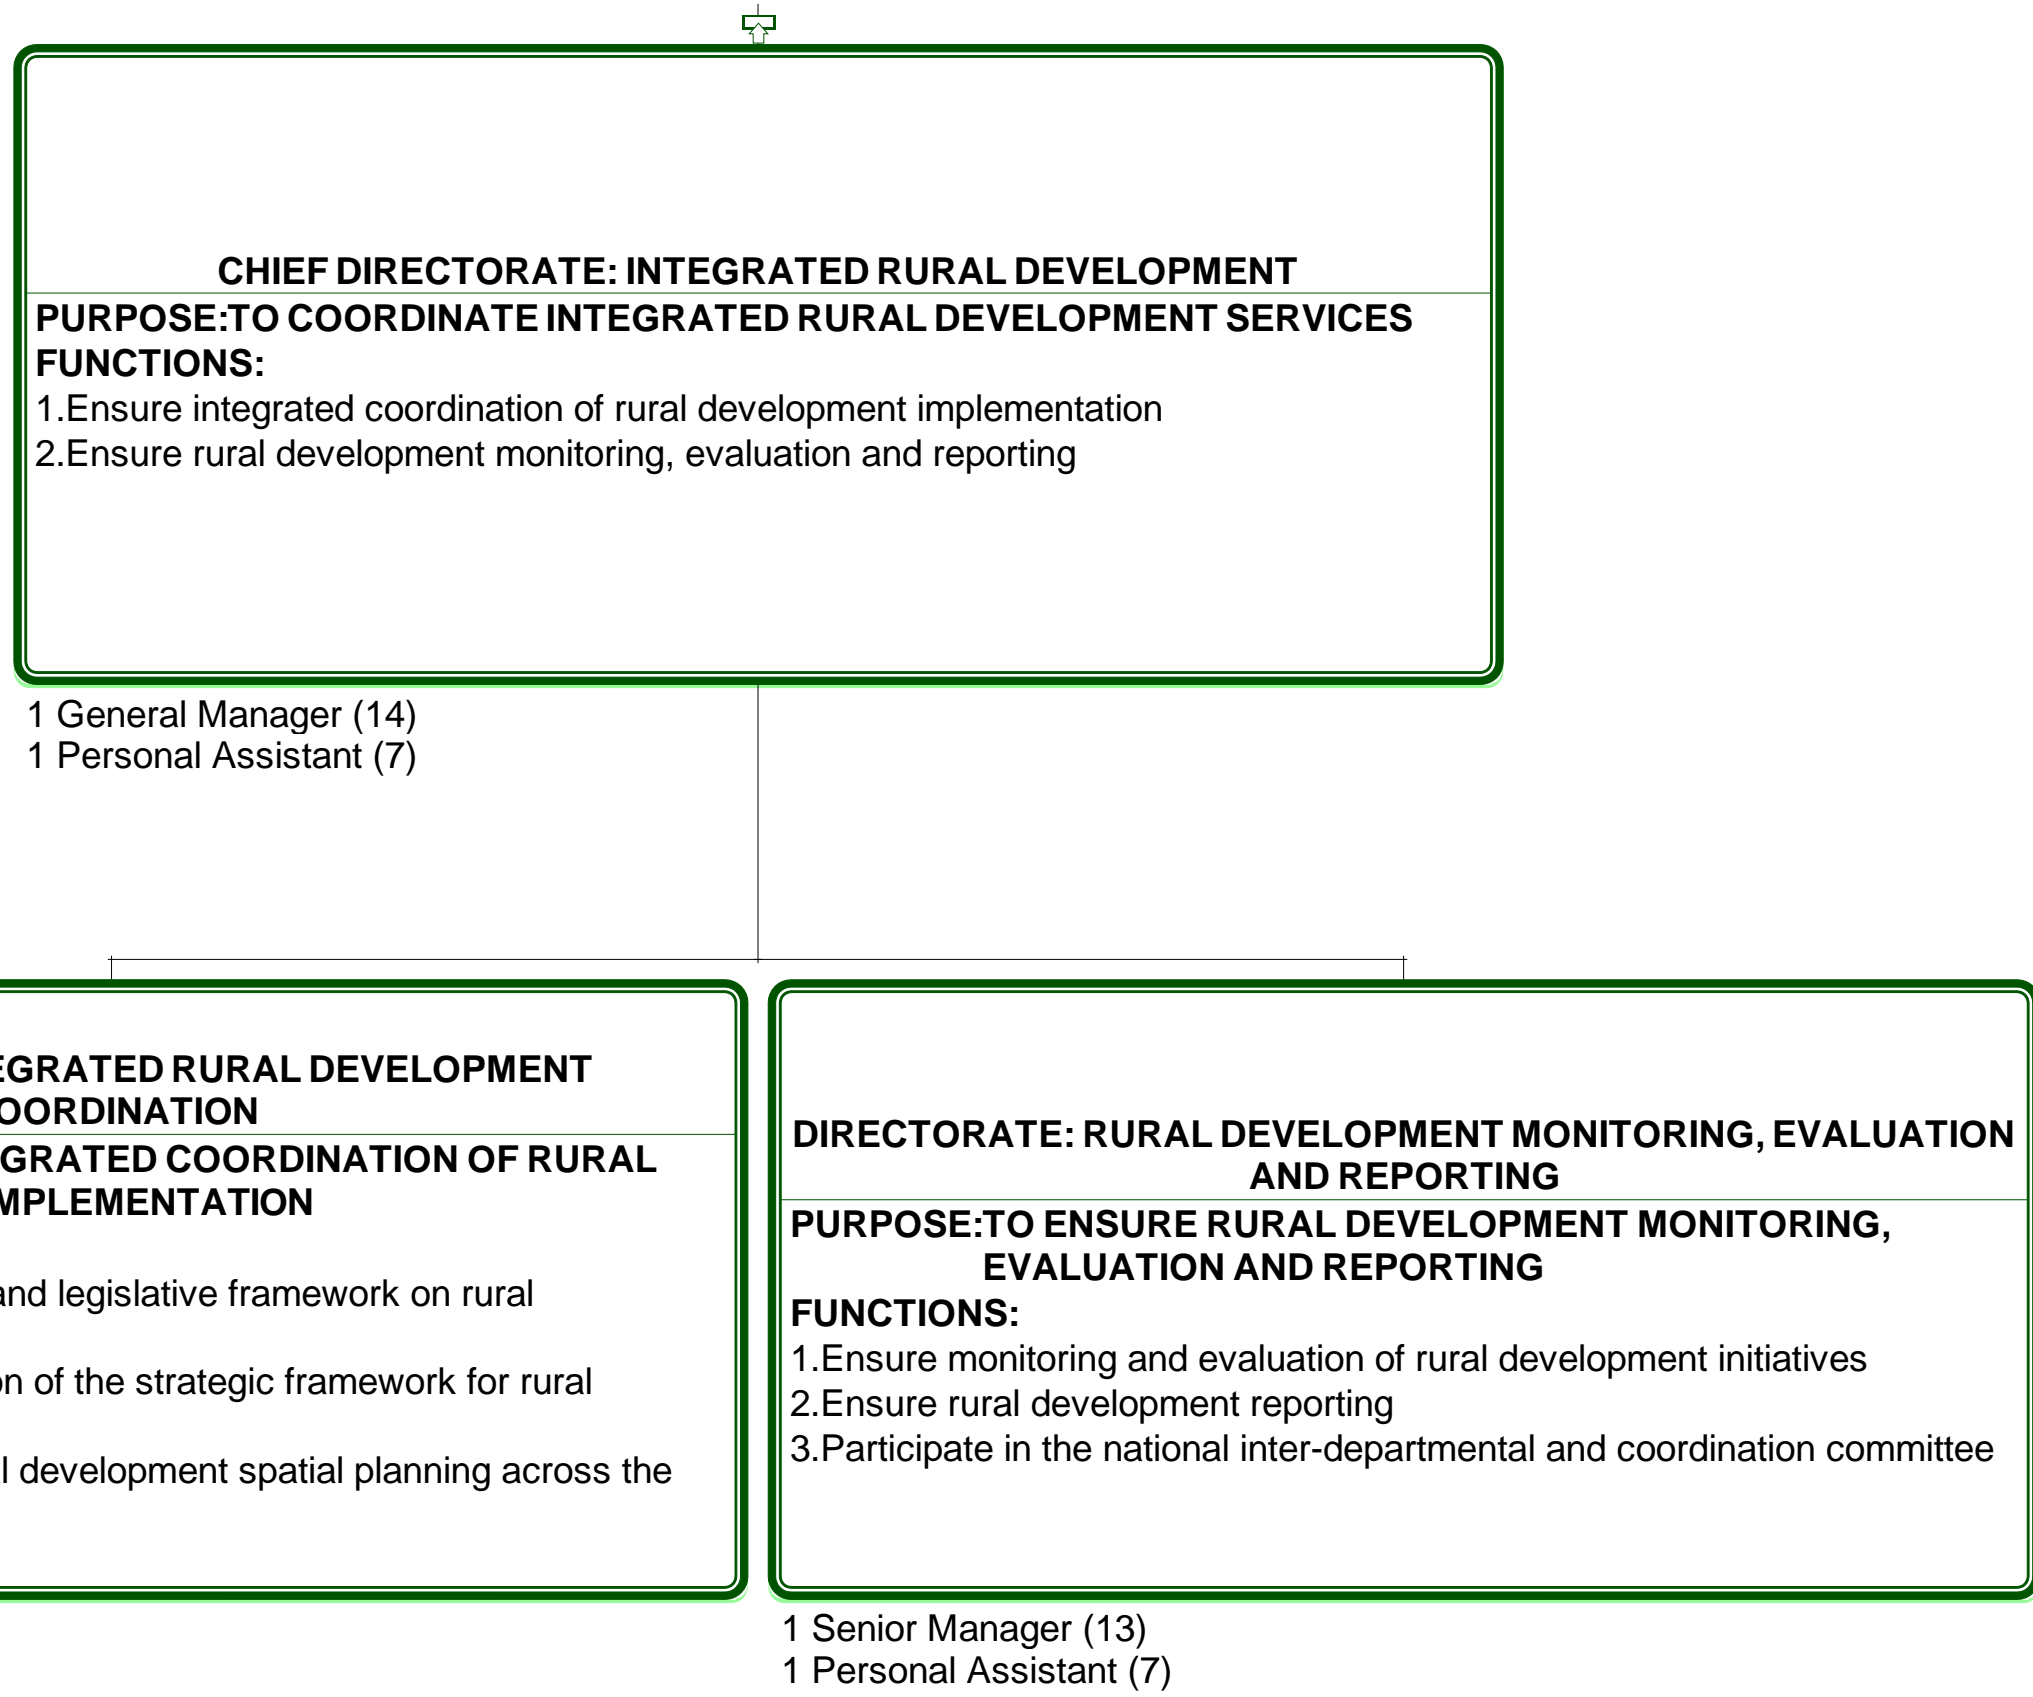 CHIEF DIRECTORATE: INTEGRATED RURAL DEVELOPMENT
PURPOSE:TO COORDINATE INTEGRATED RURAL DEVELOPMENT SERVICES
FUNCTIONS:
1.Ensure integrated coordination of rural development implementation
2.Ensure rural development monitoring, evaluation and reporting
1 General Manager (14)
1 Personal Assistant (7)
RURAL DEVELOPMENT
COORDINATION OF RURAL
and legislative framework on rural
of the strategic framework for rural
development spatial planning across the
DIRECTORATE: RURAL DEVELOPMENT MONITORING, EVALUATION
AND REPORTING
PURPOSE:TO ENSURE RURAL DEVELOPMENT MONITORING,
EVALUATION AND REPORTING
FUNCTIONS:
1.Ensure monitoring and evaluation of rural development initiatives
2.Ensure rural development reporting
3.Participate in the national inter-departmental and coordination committee
1 Senior Manager (13)
1 Personal Assistant (7)